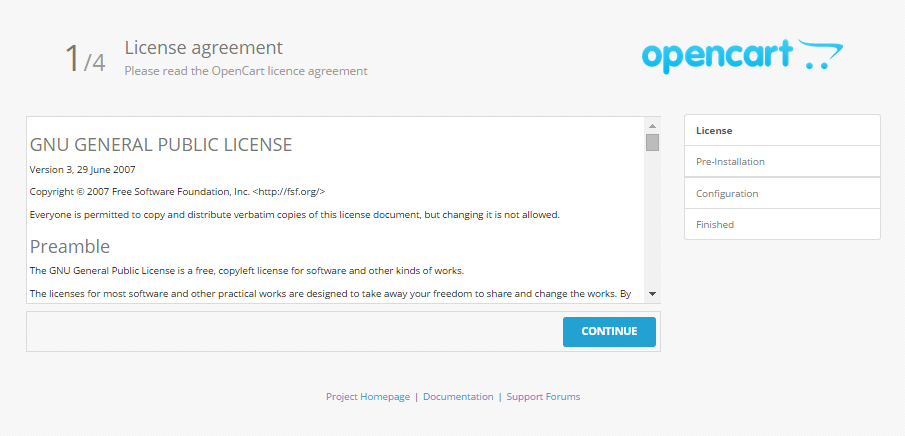 1/4
License agreement
Please read the OpenCart licence agreement
opencart
GNU GENERAL PUBLIC LICENSE
Version 3, 29 June 2007
Copyright © 2007 Free Software Foundation, Inc. <http://fsf.org/>
Everyone is permitted to copy and distribute verbatim copies of this license document, but changing it is not allowed.
Preamble
The GNU General Public License is a free, copyleft license for software and other kinds of works.
The licenses for most software and other practical works are designed to take away your freedom to share and change the works. By
CONTINUE
License
Pre-Installation
Configuration
Finished
Project Homepage | Documentation | Support Forums